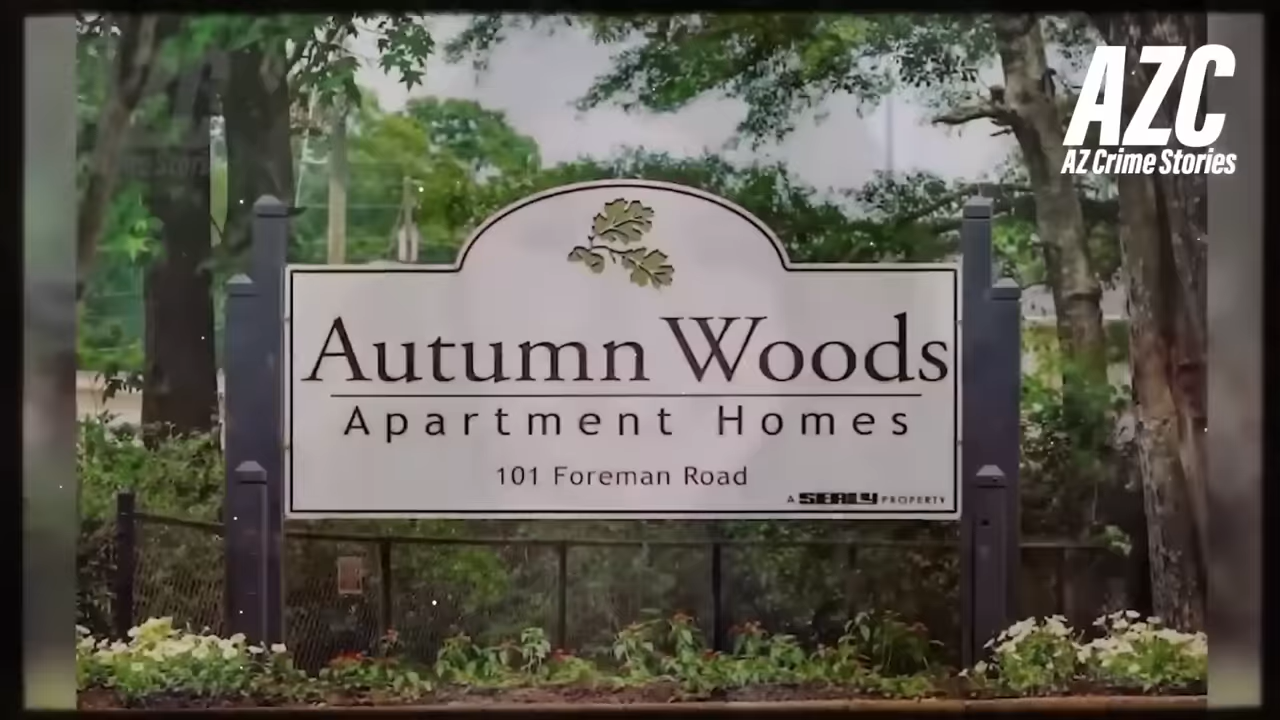 AZC
AZ Crime Stories
Autumn Woods
Apartment Homes
101 Foreman Road
A SEALY PROPERTY